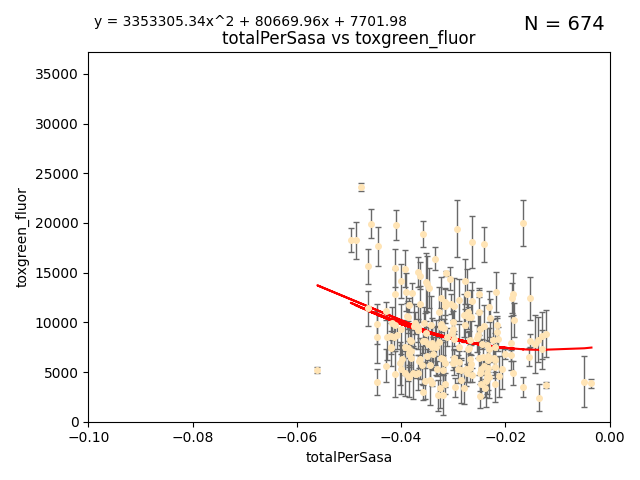 y = 3353305.34x^2 + 80669.96x + 7701.98
N = 674
totalPerSasa vs toxgreen_fluor
35000
30000
25000
20000
15000
10000
5000
0
toxgreen_fluor
−0.10
−0.08
−0.06
−0.04
−0.02
0.00
totalPerSasa